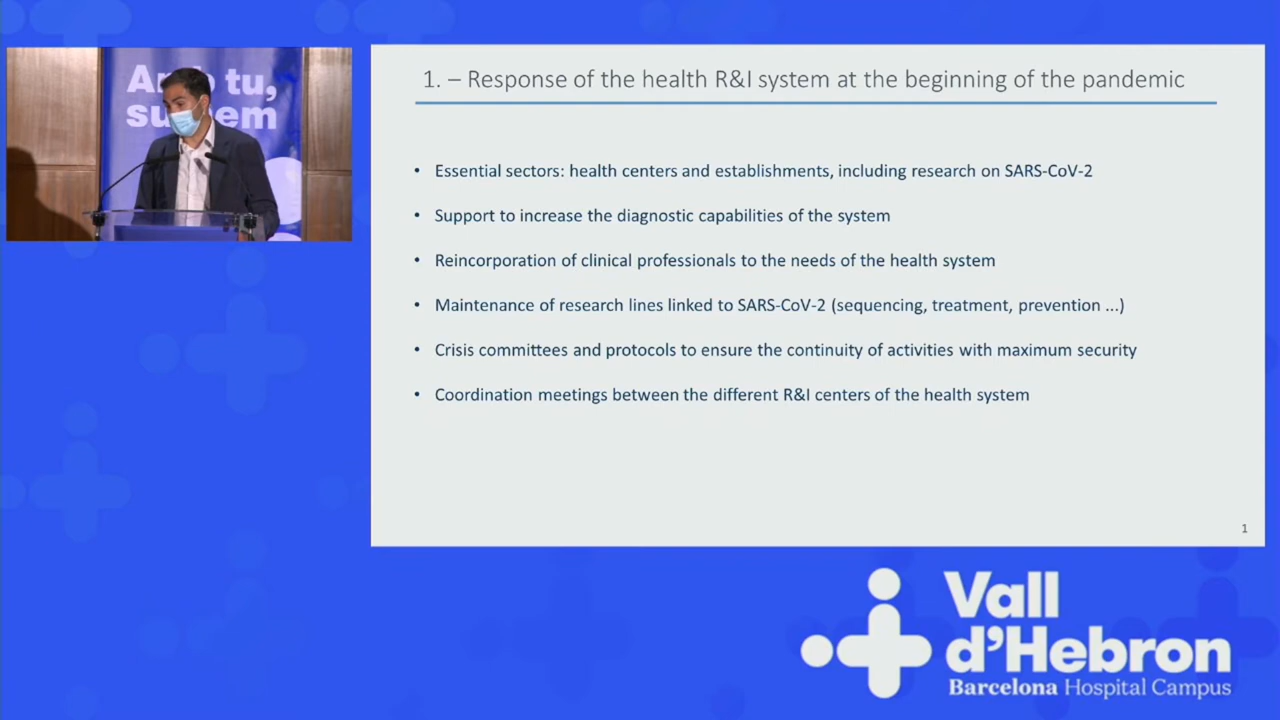 Amb tu,
su em
1. – Response of the health R&I system at the beginning of the pandemic
• Essential sectors: health centers and establishments, including research on SARS-CoV-2
• Support to increase the diagnostic capabilities of the system
• Reincorporation of clinical professionals to the needs of the health system
• Maintenance of research lines linked to SARS-CoV-2 (sequencing, treatment, prevention ...)
• Crisis committees and protocols to ensure the continuity of activities with maximum security
• Coordination meetings between the different R&I centers of the health system
1
Vall
d'Hebron
Barcelona Hospital Campus